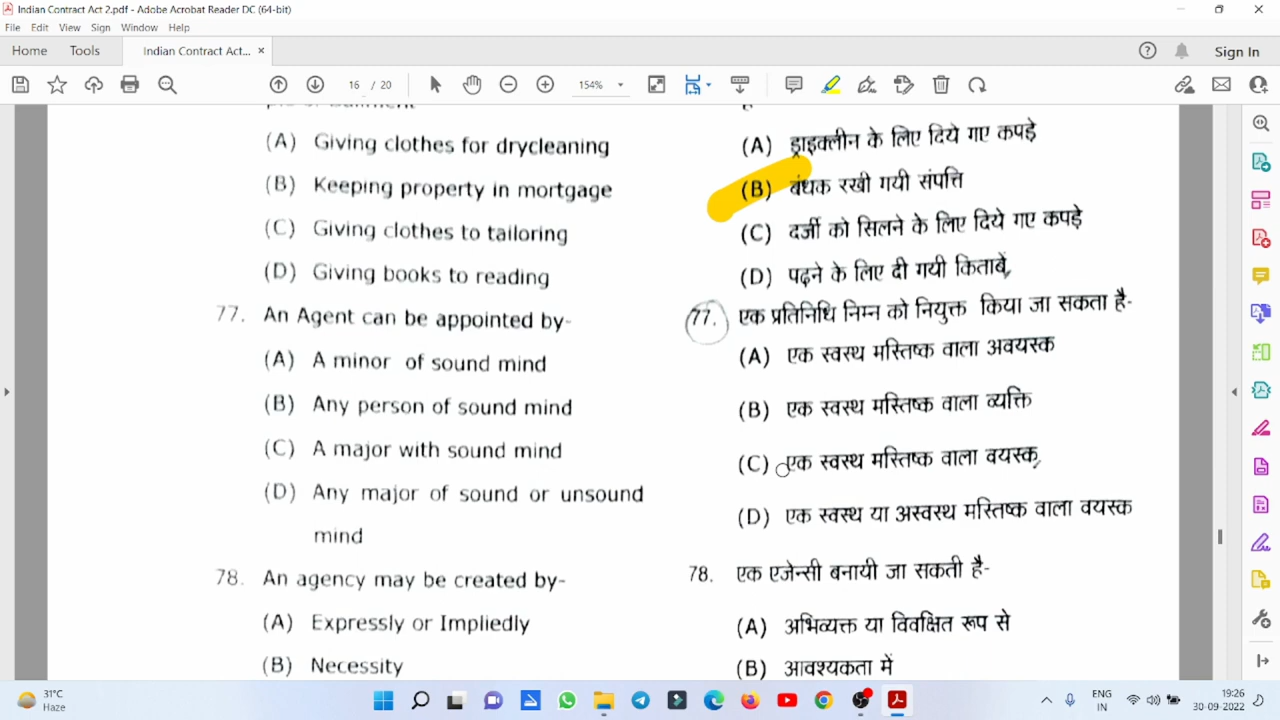 Indian Contract Act 2.pdf - Adobe Acrobat Reader DC (64-bit)
File Edit View Sign Window Help
Home Tools Indian Contract Act... ×
Sign In
16 / 20
154%
(A) Giving clothes for drycleaning
(B) Keeping property in mortgage
(C) Giving clothes to tailoring
(D) Giving books to reading
77. An Agent can be appointed by-
(A) A minor of sound mind
(B) Any person of sound mind
(C) A major with sound mind
(D) Any major of sound or unsound
mind
78. An agency may be created by-
(A) Expressly or Impliedly
(B) Necessity
है
(A) ड्राइक्लीन के लिए दिये गए कपड़े
(B) बंधक रखी गयी संपत्ति
(C) दर्जी को सिलने के लिए दिये गए कपड़े
(D) पढ़ने के लिए दी गयी किताबें
77. एक प्रतिनिधि निम्न को नियुक्त किया जा सकता है-
(A) एक स्वस्थ मस्तिष्क वाला अवयस्क
(B) एक स्वस्थ मस्तिष्क वाला व्यक्ति
(C) एक स्वस्थ मस्तिष्क वाला वयस्क
(D) एक स्वस्थ या अस्वस्थ मस्तिष्क वाला वयस्क
78. एक एजेन्सी बनायी जा सकती है-
(A) अभिव्यक्त या विवक्षित रूप से
(B) आवश्यकता में
31°C
Haze
ENG
IN
19:26
30-09-2022